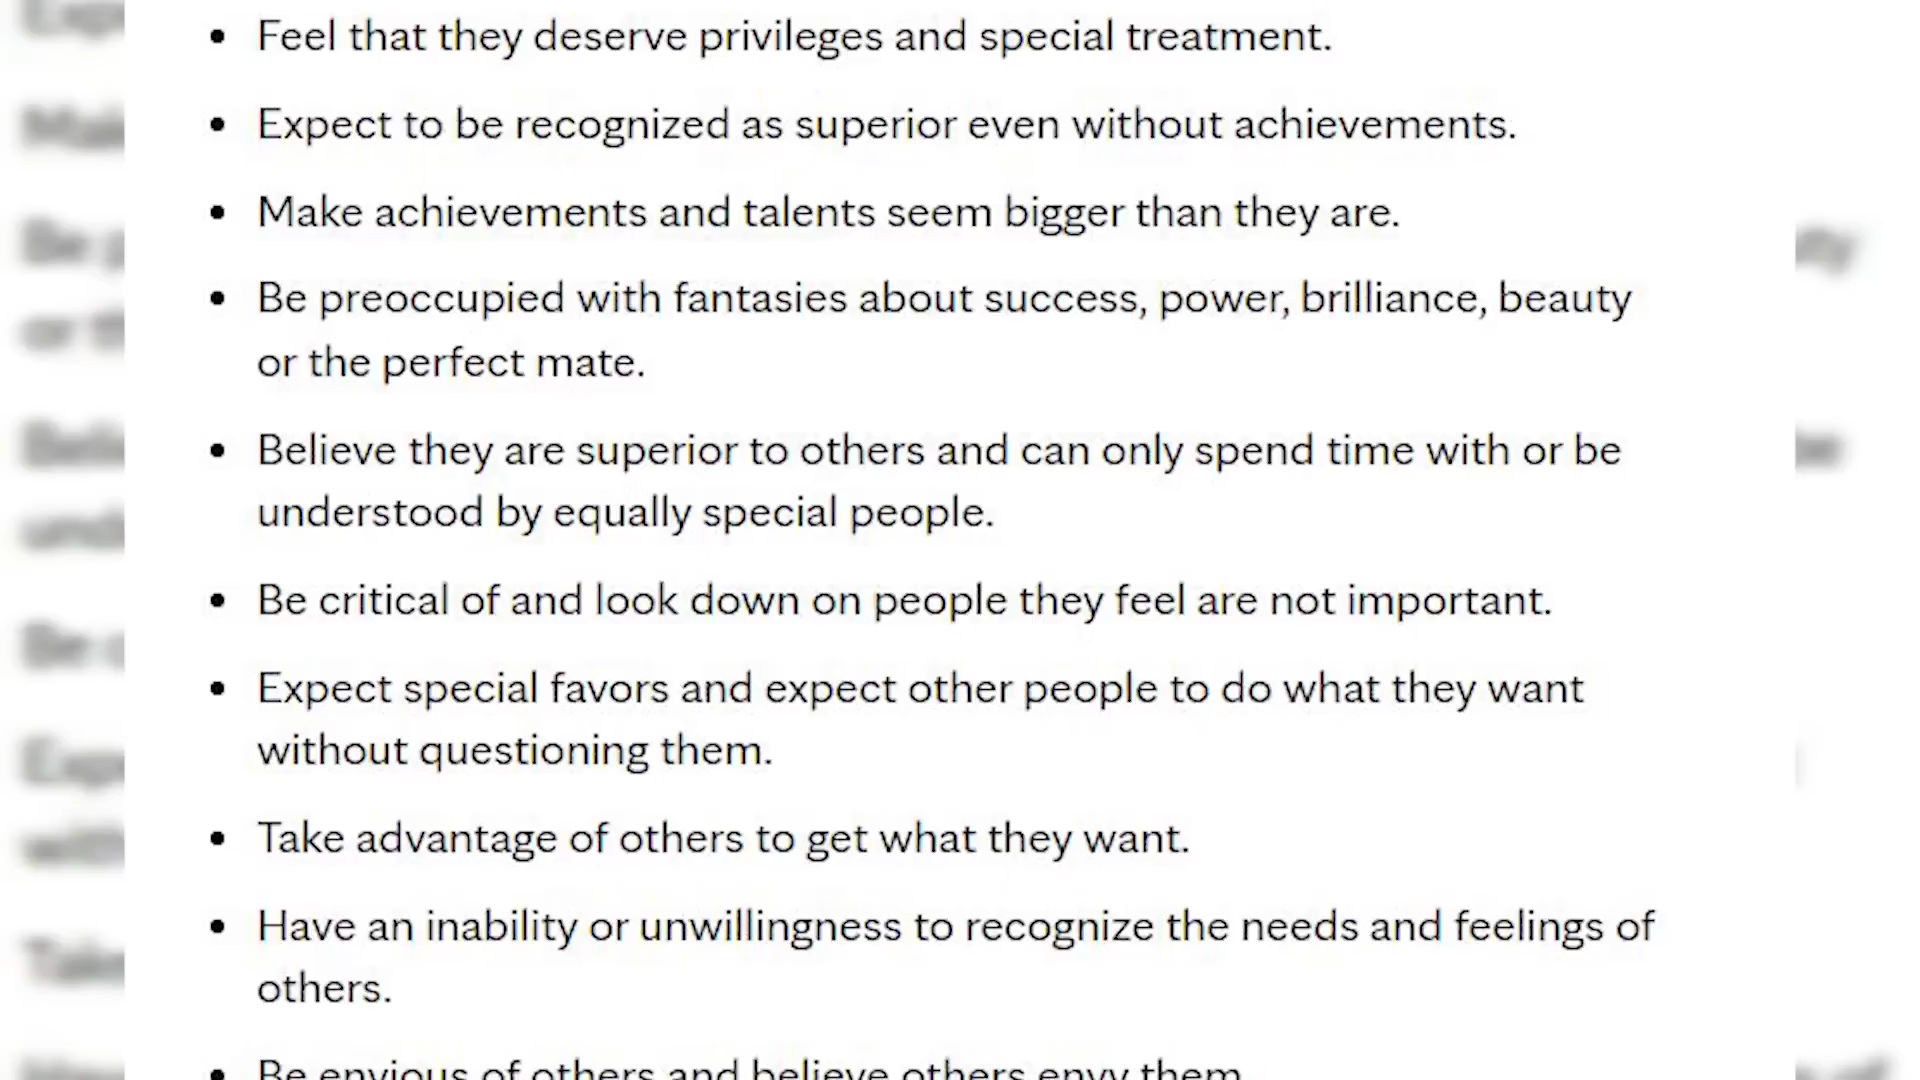 • Feel that they deserve privileges and special treatment.
• Expect to be recognized as superior even without achievements.
• Make achievements and talents seem bigger than they are.
• Be preoccupied with fantasies about success, power, brilliance, beauty
or the perfect mate.
• Believe they are superior to others and can only spend time with or be
understood by equally special people.
• Be critical of and look down on people they feel are not important.
• Expect special favors and expect other people to do what they want
without questioning them.
• Take advantage of others to get what they want.
• Have an inability or unwillingness to recognize the needs and feelings of
others.
• Be envious of others and believe others envy them.